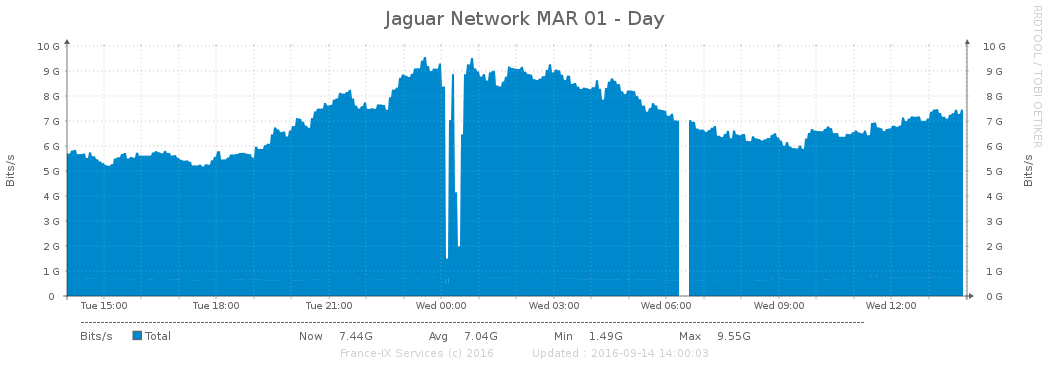 Jaguar Network MAR 01 - Day
RRDTOOL / TOBI OETIKER
Bits/s
10 G
9 G
8 G
7 G
6 G
5 G
4 G
3 G
2 G
1 G
0
10 G
9 G
8 G
7 G
6 G
5 G
4 G
3 G
2 G
1 G
0 G
Bits/s
Tue 15:00 Tue 18:00 Tue 21:00 Wed 00:00 Wed 03:00 Wed 06:00 Wed 09:00 Wed 12:00
Bits/s Total Now 7.44G Avg 7.04G Min 1.49G Max 9.55G
France-IX Services (c) 2016 Updated : 2016-09-14 14:00:03